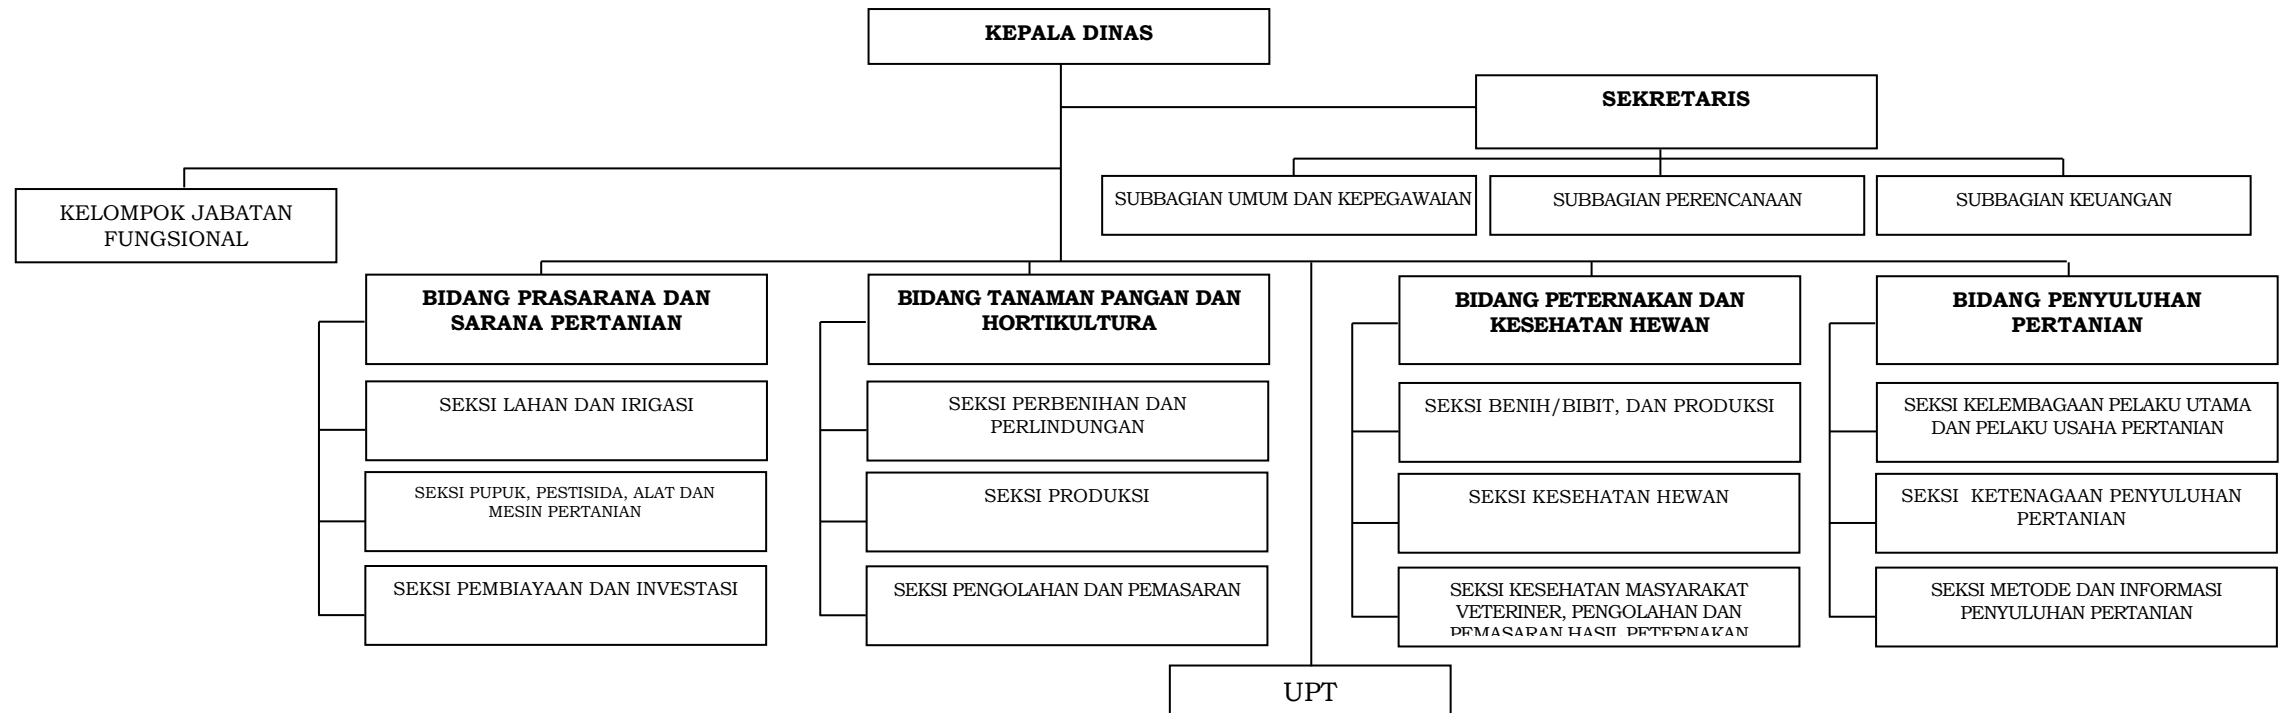 KEPALA DINAS
SEKRETARIS
SUBBAGIAN UMUM DAN KEPEGAWAIAN
SUBBAGIAN PERENCANAAN
SUBBAGIAN KEUANGAN
KELOMPOK JABATAN
FUNGSIONAL
BIDANG PRASARANA DAN
SARANA PERTANIAN
SEKSI LAHAN DAN IRIGASI
SEKSI PUPUK, PESTISIDA, ALAT DAN
MESIN PERTANIAN
SEKSI PEMBIAYAAN DAN INVESTASI
BIDANG TANAMAN PANGAN DAN
HORTIKULTURA
SEKSI PERBENIHAN DAN
PERLINDUNGAN
SEKSI PRODUKSI
SEKSI PENGOLAHAN DAN PEMASARAN
BIDANG PETERNAKAN DAN
KESEHATAN HEWAN
SEKSI BENIH/BIBIT, DAN PRODUKSI
SEKSI KESEHATAN HEWAN
SEKSI KESEHATAN MASYARAKAT
VETERINER, PENGOLAHAN DAN
PEMASARAN HASIL PETERNAKAN
BIDANG PENYULUHAN
PERTANIAN
SEKSI KELEMBAGAAN PELAKU UTAMA
DAN PELAKU USAHA PERTANIAN
SEKSI KETENAGAAN PENYULUHAN
PERTANIAN
SEKSI METODE DAN INFORMASI
PENYULUHAN PERTANIAN
UPT